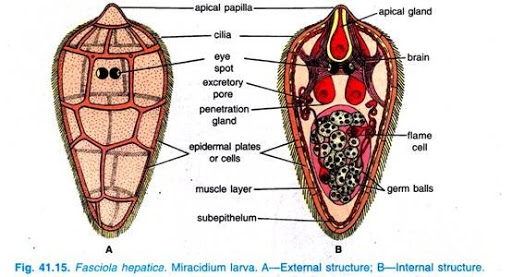 apical papilla
apical gland
cilia
eye
spot
brain
excretory
pore
penetration
gland
epidermal plates
or cells
flame
cell
muscle layer
germ balls
subepithelum
A
B
Fig. 41.15. Fasciola hepatica. Miracidium larva. A—External structure; B—Internal structure.